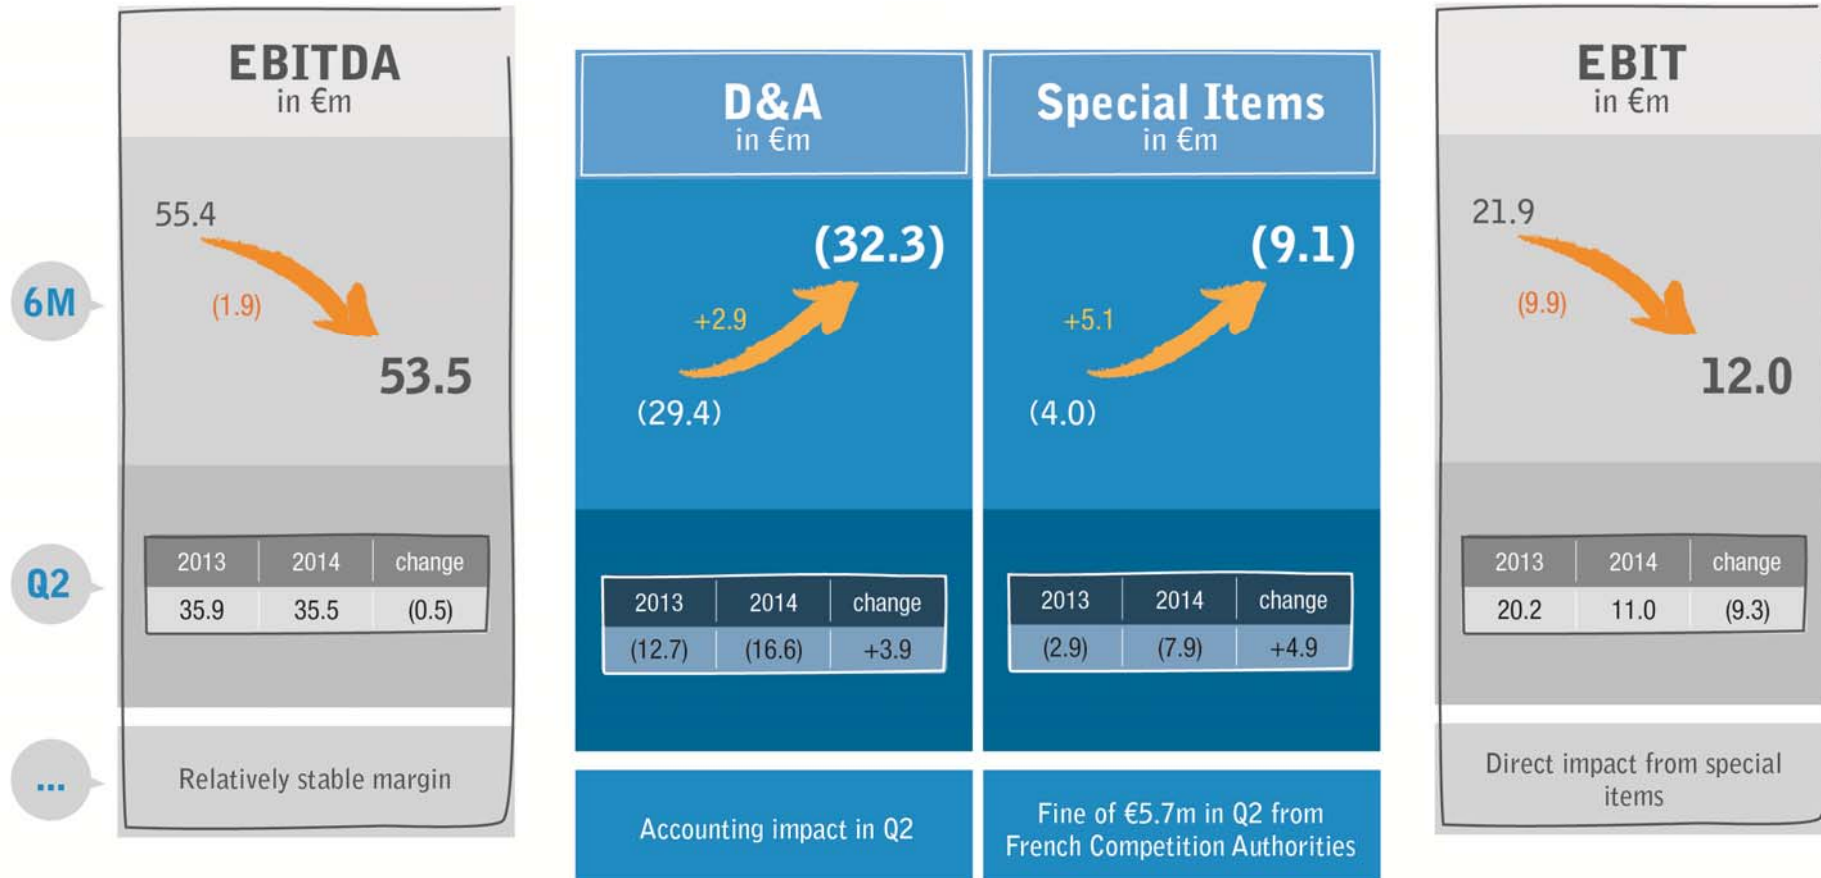 EBITDA
in €m
D&A
in €m
Special Items
in €m
EBIT
in €m
6M
55.4
(1.9)
53.5
(32.3)
+2.9
(29.4)
(9.1)
+5.1
(4.0)
21.9
(9.9)
12.0
Q2
2013 2014 change
35.9 35.5 (0.5)
2013 2014 change
(12.7) (16.6) +3.9
2013 2014 change
(2.9) (7.9) +4.9
2013 2014 change
20.2 11.0 (9.3)
...
Relatively stable margin
Accounting impact in Q2
Fine of €5.7m in Q2 from
French Competition Authorities
Direct impact from special
items